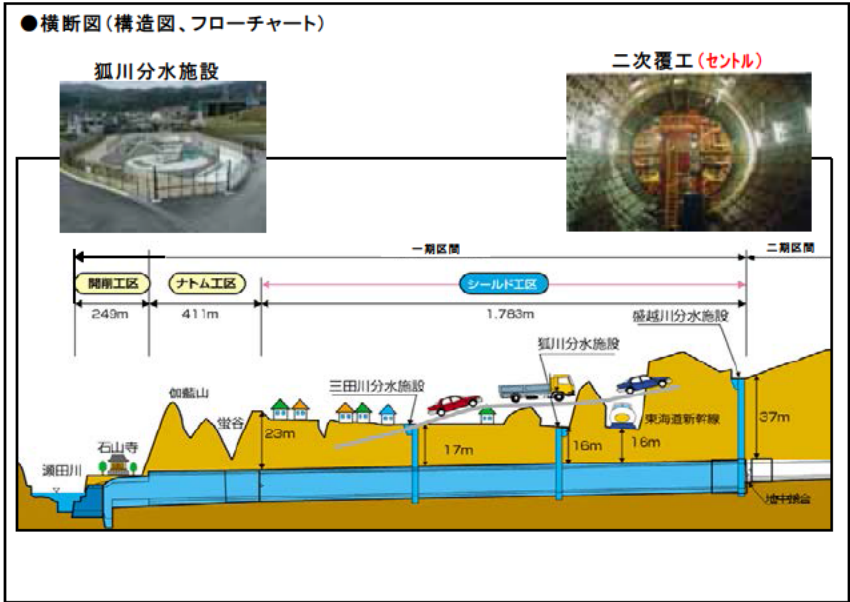 ●横断図(構造図、フローチャート)
狐川分水施設
二次覆工(セントル)
一期区間
二期区間
開削工区
ナトム工区
シールド工区
249m
411m
1,783m
盛越川分水施設
狐川分水施設
三田川分水施設
伽藍山
螢谷
石山寺
瀬田川
23m
17m
16m
16m
東海道新幹線
37m
地中接合